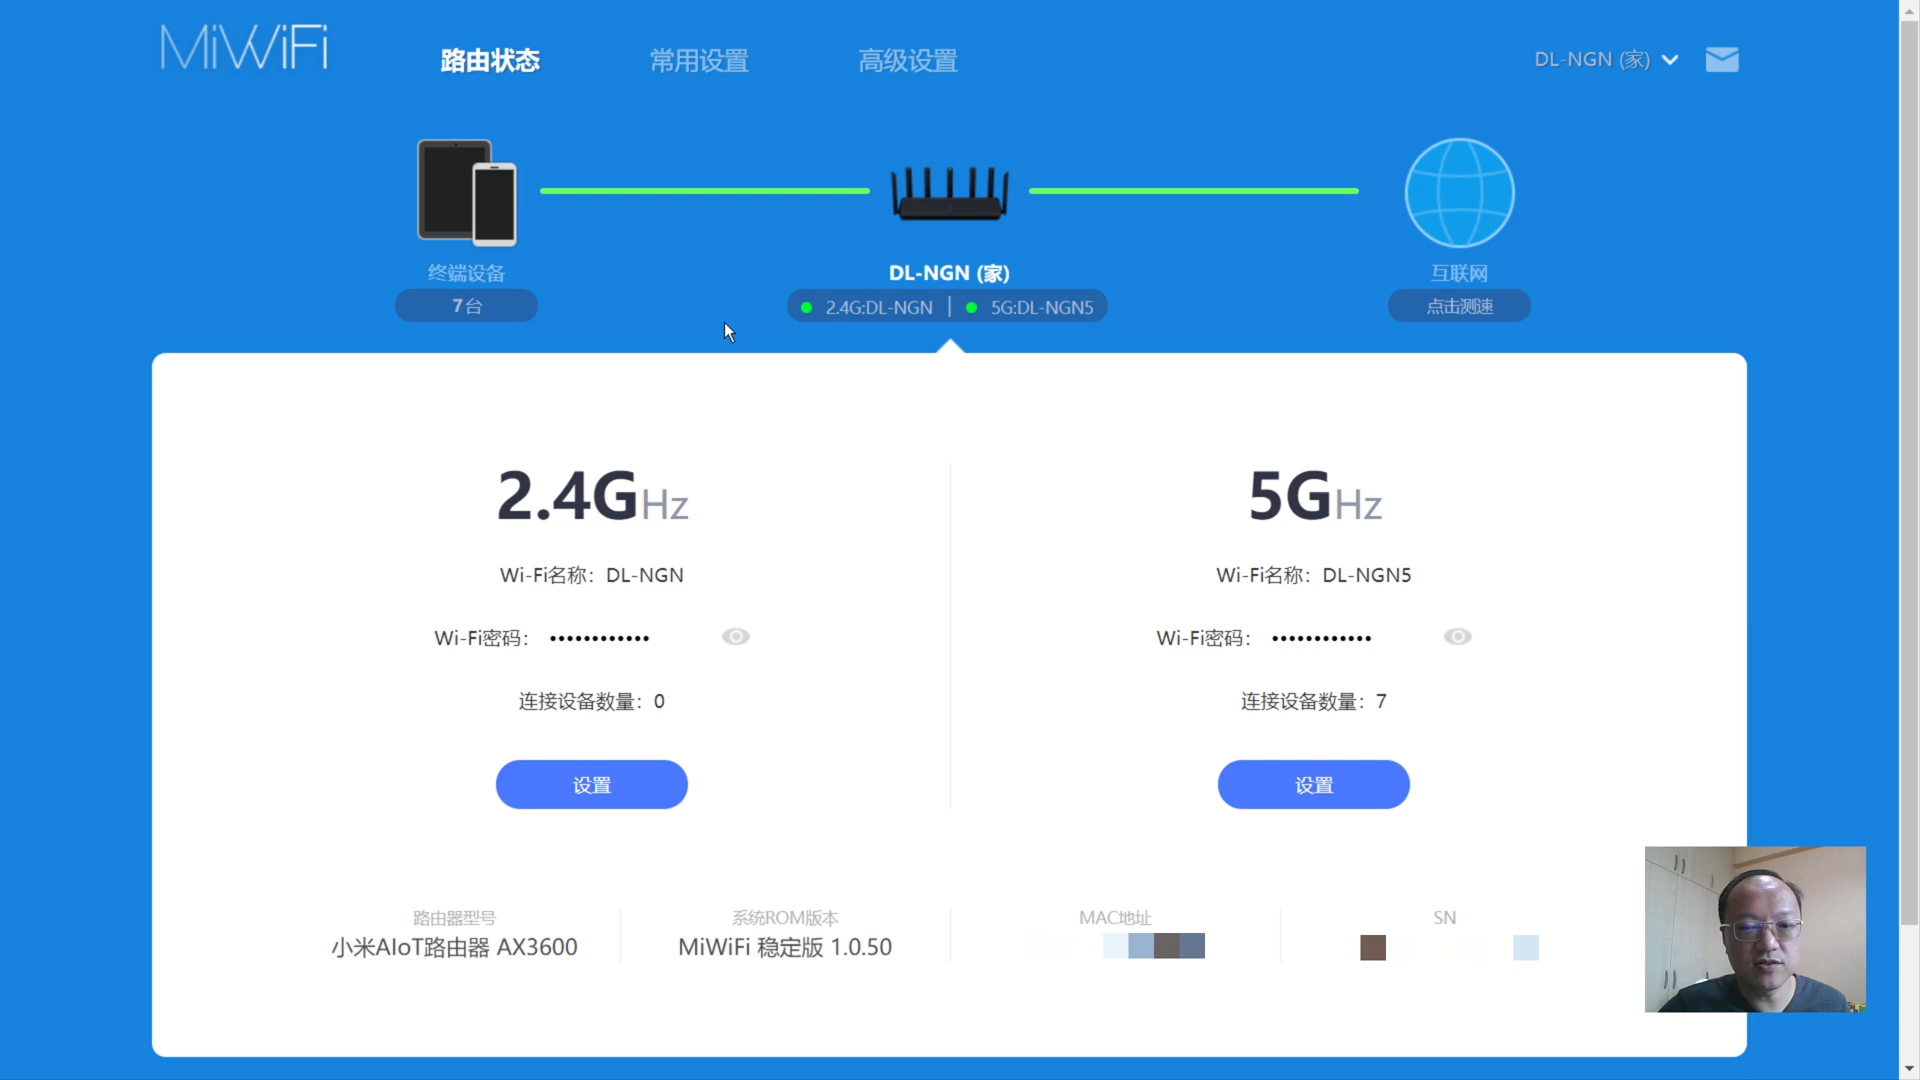 MiWiFi
路由状态
常用设置
高级设置
DL-NGN (家)
终端设备
7台
DL-NGN (家)
2.4G:DL-NGN | 5G:DL-NGN5
互联网
点击测速
2.4GHz
Wi-Fi名称：DL-NGN
Wi-Fi密码： ••••••••••••
连接设备数量：0
设置
5GHz
Wi-Fi名称：DL-NGN5
Wi-Fi密码： ••••••••••••
连接设备数量：7
设置
路由器型号
小米AIoT路由器 AX3600
系统ROM版本
MiWiFi 稳定版 1.0.50
MAC地址
SN